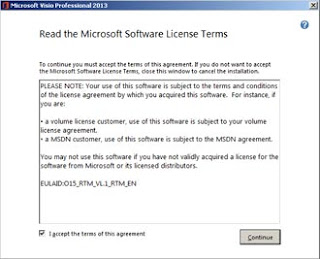 Microsoft Visio Professional 2013
Read the Microsoft Software License Terms
To continue you must accept the terms of this agreement. If you do not want to accept
the Microsoft Software License Terms, close this window to cancel the installation.
PLEASE NOTE: Your use of this software is subject to the terms and conditions
of the license agreement by which you acquired this software. For instance, if
you are:
• a volume license customer, use of this software is subject to your volume
license agreement.
• a MSDN customer, use of this software is subject to the MSDN agreement.
You may not use this software if you have not validly acquired a license for the
software from Microsoft or its licensed distributors.
EULAID:O15_RTM_VL.1_RTM_EN
I accept the terms of this agreement
Continue